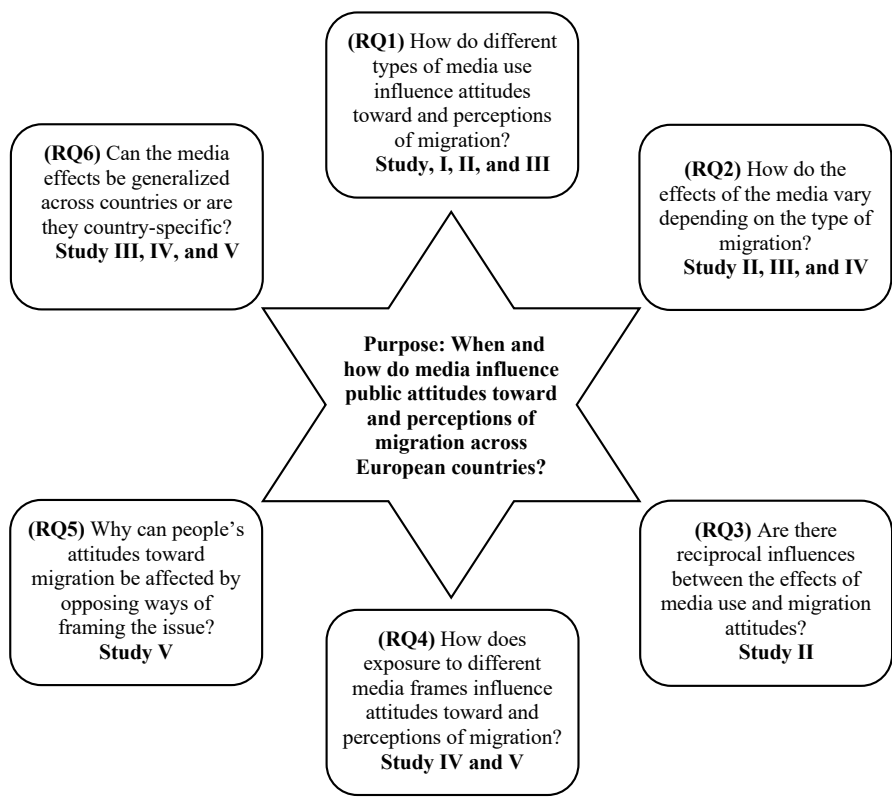 (RQ1) How do different
types of media use
influence attitudes
toward and perceptions
of migration?
Study, I, II, and III
(RQ2) How do the
effects of the media vary
depending on the type of
migration?
Study II, III, and IV
(RQ3) Are there
reciprocal influences
between the effects of
media use and migration
attitudes?
Study II
(RQ4) How does
exposure to different
media frames influence
attitudes toward and
perceptions of migration?
Study IV and V
(RQ5) Why can people’s
attitudes toward
migration be affected by
opposing ways of
framing the issue?
Study V
(RQ6) Can the media
effects be generalized
across countries or are
they country-specific?
Study III, IV, and V
Purpose: When and
how do media influence
public attitudes toward
and perceptions of
migration across
European countries?